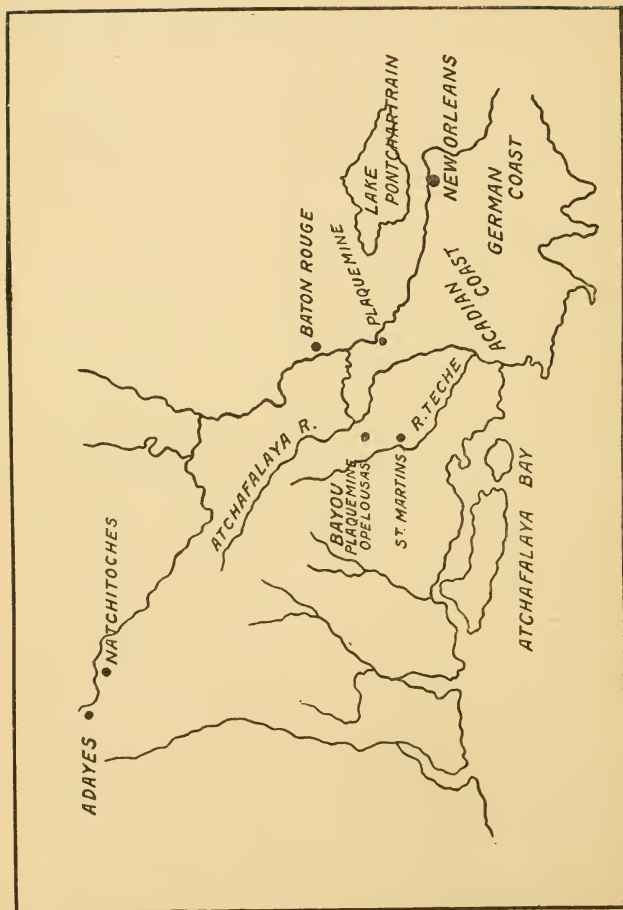 ADAYES
NATCHITOCHES
ATCHAFALAYA R.
BATON ROUGE
PLAQUEMINE
LAKE
PONTCHARTRAIN
NEW ORLEANS
GERMAN
COAST
ACADIAN
COAST
R. TECHE
BAYOU
PLAQUEMINE
OPELOUSAS
ST. MARTINS
ATCHAFALAYA BAY